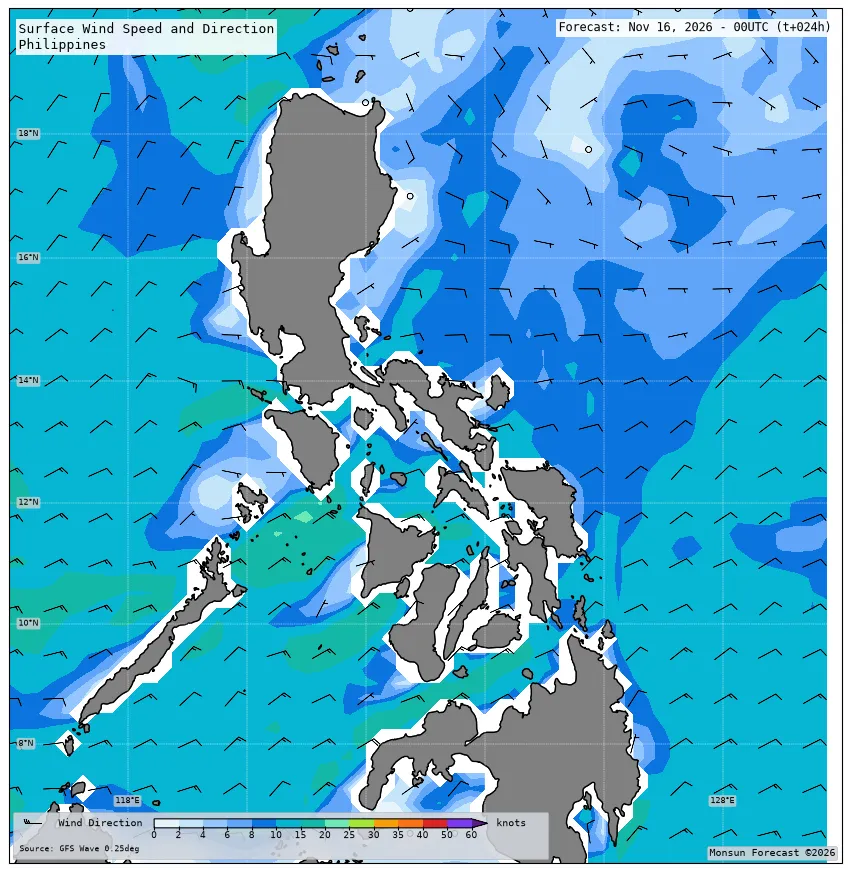 Surface Wind Speed and Direction
Philippines
Forecast: Nov 16, 2026 - 00UTC (t+024h)
18°N
16°N
14°N
12°N
10°N
8°N
118°E
128°E
Wind Direction
0 2 4 6 8 10 15 20 25 30 35 40 50 60
knots
Source: GFS Wave 0.25deg
Monsun Forecast ©2026